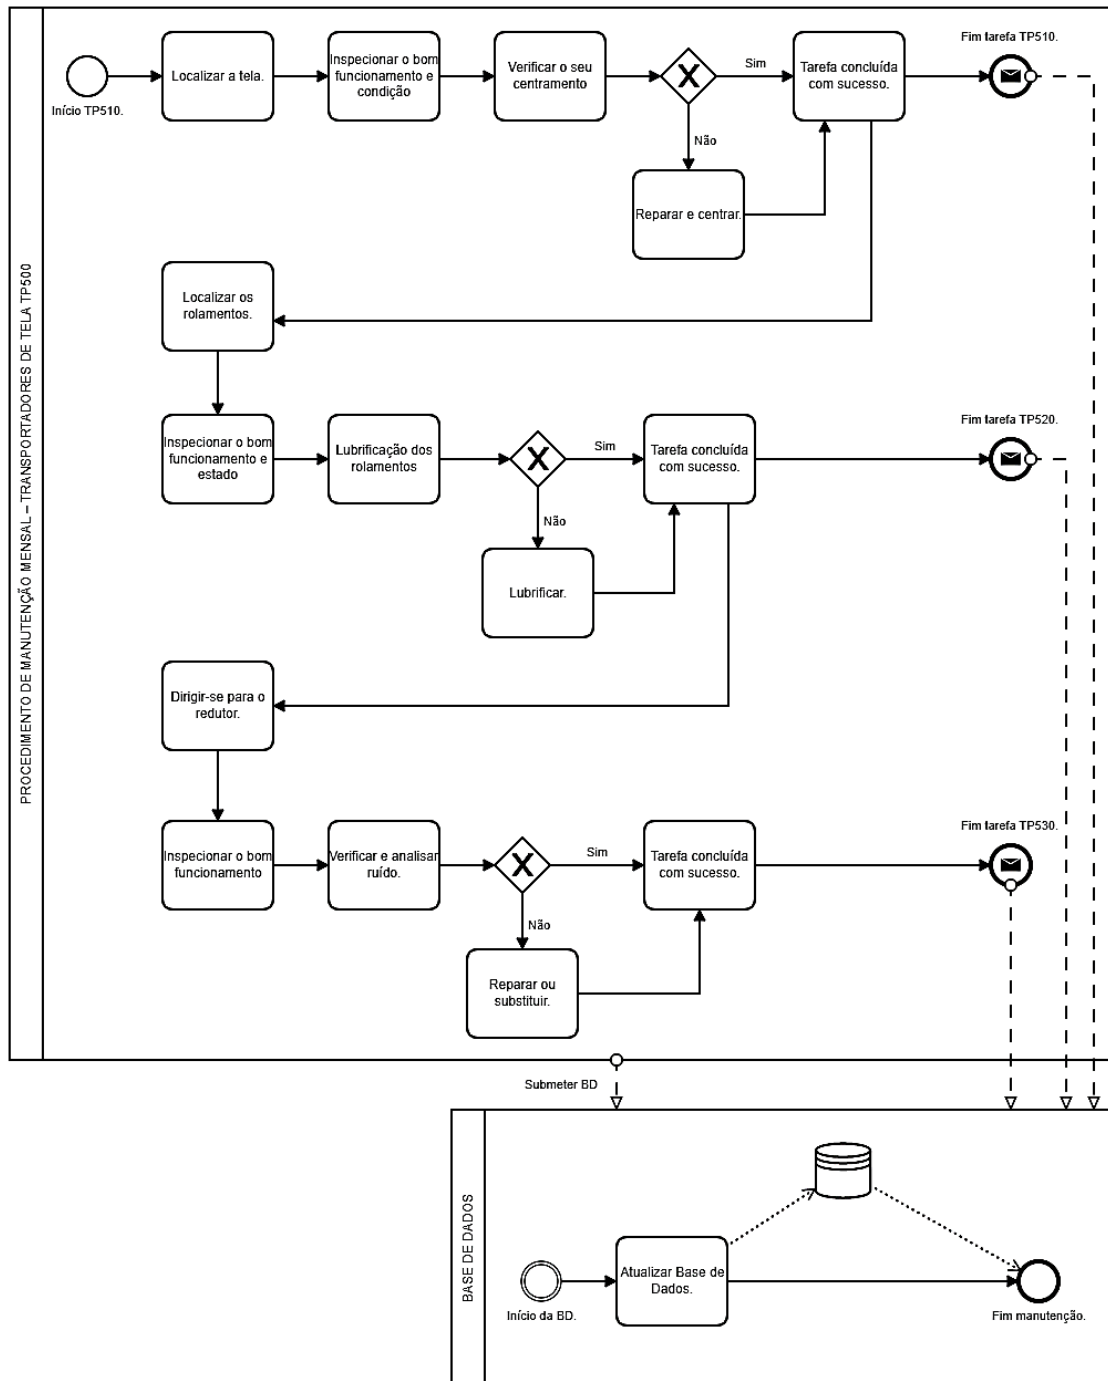 PROCEDIMENTO DE MANUTENÇÃO MENSAL – TRANSPORTADORES DE TELA TP500
Início TP510.
Localizar a tela.
Inspecionar o bom
funcionamento e
condição
Verificar o seu
centramento
Sim
Não
Reparar e centrar.
Tarefa concluída
com sucesso.
Fim tarefa TP510.
Localizar os
rolamentos.
Inspecionar o bom
funcionamento e
estado
Lubrificação dos
rolamentos
Sim
Não
Lubrificar.
Tarefa concluída
com sucesso.
Fim tarefa TP520.
Dirigir-se para o
redutor.
Inspecionar o bom
funcionamento
Verificar e analisar
ruído.
Sim
Não
Reparar ou
substituir.
Tarefa concluída
com sucesso.
Fim tarefa TP530.
Submeter BD
BASE DE DADOS
Início da BD.
Atualizar Base de
Dados.
Fim manutenção.